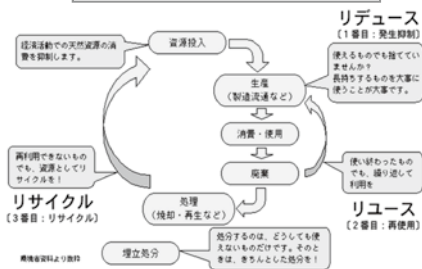 リデュース
〔1番目：発生抑制〕
経済活動での天然資源の消
費を抑制します。
資源投入
使えるものでも捨ててい
ませんか？
長持ちするものを大事に
使うことが大事です。
生産
（製造流通など）
消費・使用
再利用できないもの
でも、資源としてリ
サイクルを！
廃棄
使い終わったもの
でも、繰り返して
利用を
リサイクル
〔3番目：リサイクル〕
処理
（焼却・再生など）
リユース
〔2番目：再使用〕
処分するのは、どうしても使
えないものだけです。そのと
きは、きちんとした処分を！
埋立処分
環境省資料より抜粋